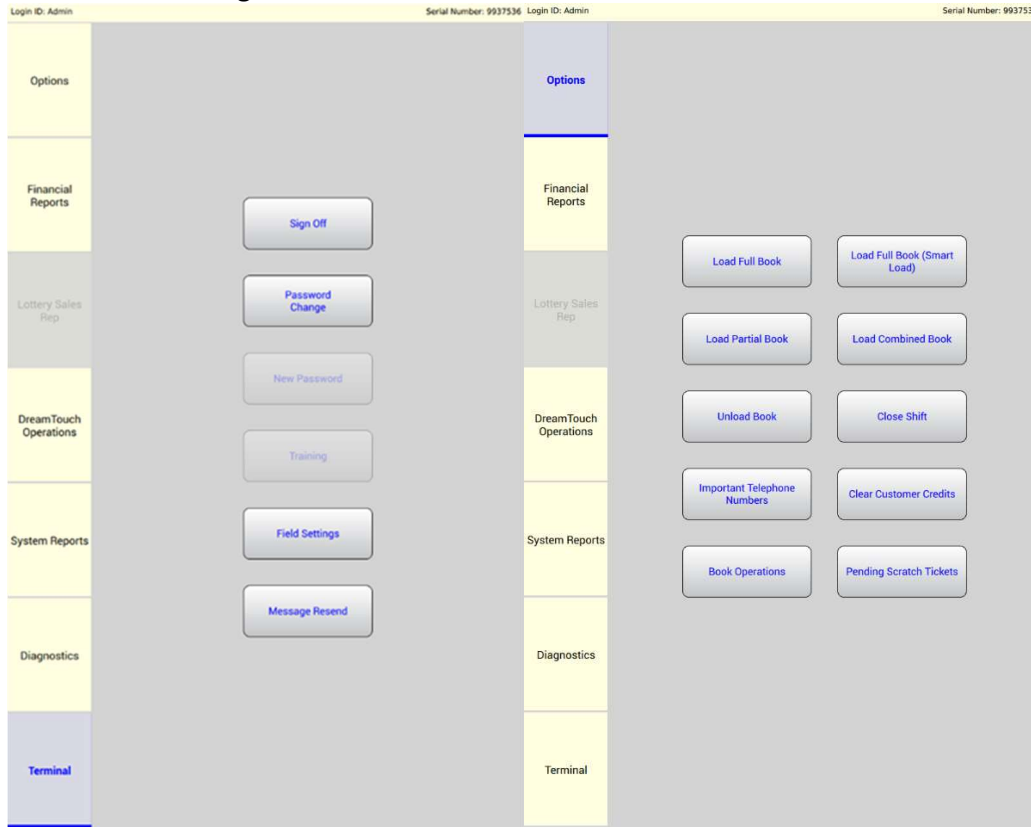 Login ID: Admin
Serial Number: 9937536
Options
Financial
Reports
Lottery Sales
Rep
DreamTouch
Operations
System Reports
Diagnostics
Terminal
Sign Off
Password
Change
New Password
Training
Field Settings
Message Resend
Login ID: Admin
Serial Number: 993753
Options
Financial
Reports
Lottery Sales
Rep
DreamTouch
Operations
System Reports
Diagnostics
Terminal
Load Full Book
Load Full Book (Smart
Load)
Load Partial Book
Load Combined Book
Unload Book
Close Shift
Important Telephone
Numbers
Clear Customer Credits
Book Operations
Pending Scratch Tickets